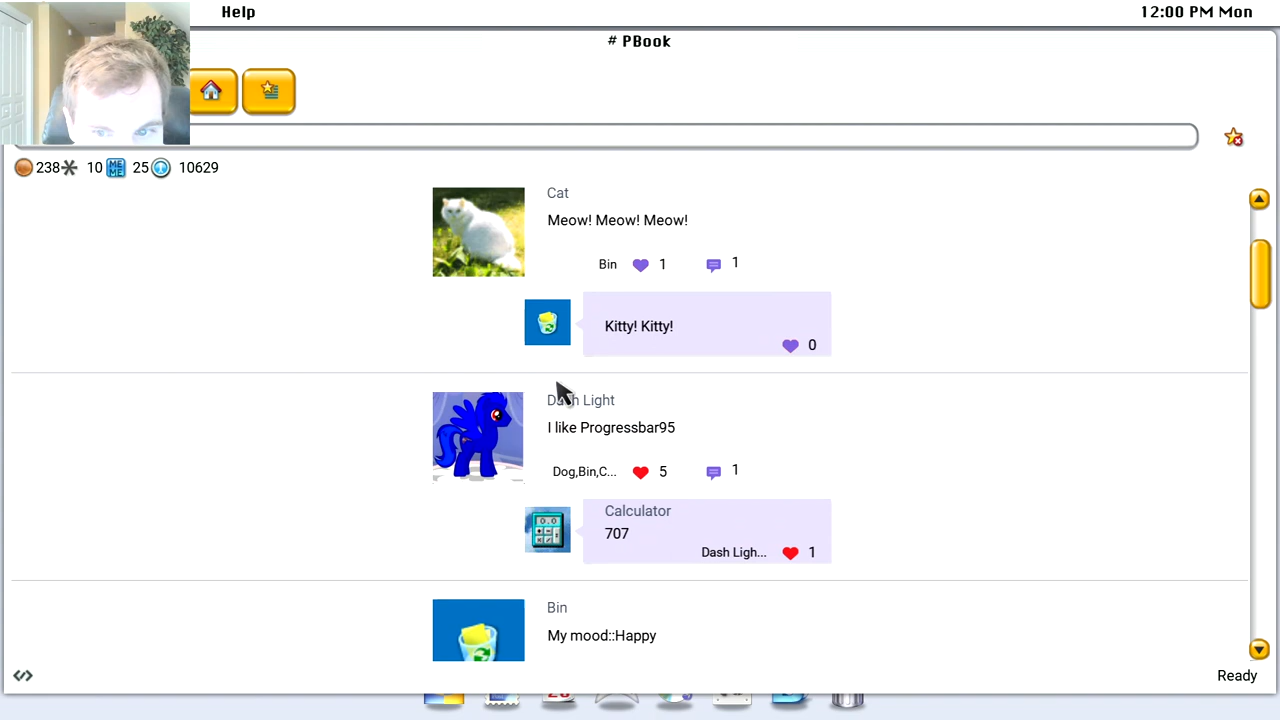 Help
12:00 PM Mon
# PBook
238 10 25 10629
Cat
Meow! Meow! Meow!
Bin 1 1
Kitty! Kitty!
0
Dash Light
I like Progressbar95
Dog,Bin,C... 5 1
Calculator
707
Dash Ligh... 1
Bin
My mood::Happy
Ready